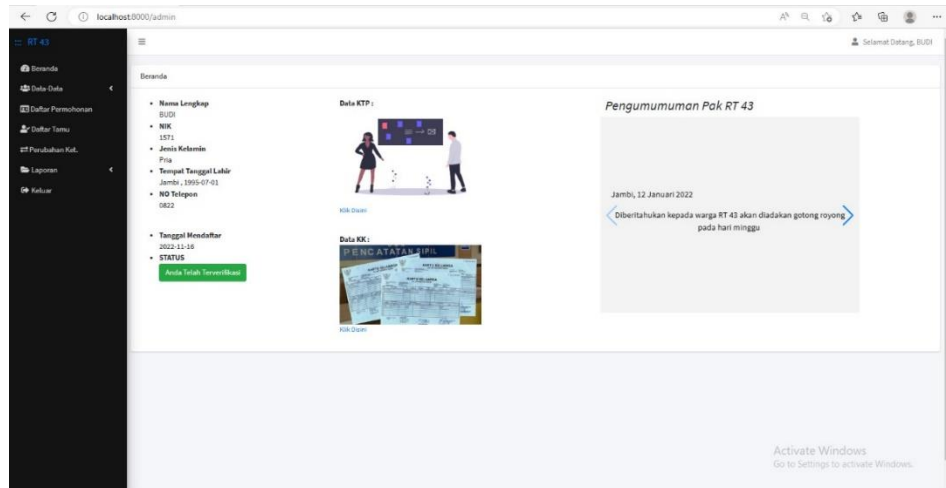 localhost:8000/admin
RT 43
Selamat Datang, BUDI
Beranda
Data-Data
Daftar Permohonan
Daftar Tamu
Perubahan Ket.
Laporan
Keluar
Beranda
Nama Lengkap
BUDI
NIK
1571
Jenis Kelamin
Pria
Tempat Tanggal Lahir
Jambi , 1995-07-01
NO Telepon
0822
Tanggal Mendaftar
2022-11-16
STATUS
Anda Telah Terverifikasi
Data KTP :
Klik Disini
Data KK :
PENCATATAN SIPIL
Klik Disini
Pengumumuman Pak RT 43
Jambi, 12 Januari 2022
Diberitahukan kepada warga RT 43 akan diadakan gotong royong
pada hari minggu
Activate Windows
Go to Settings to activate Windows.